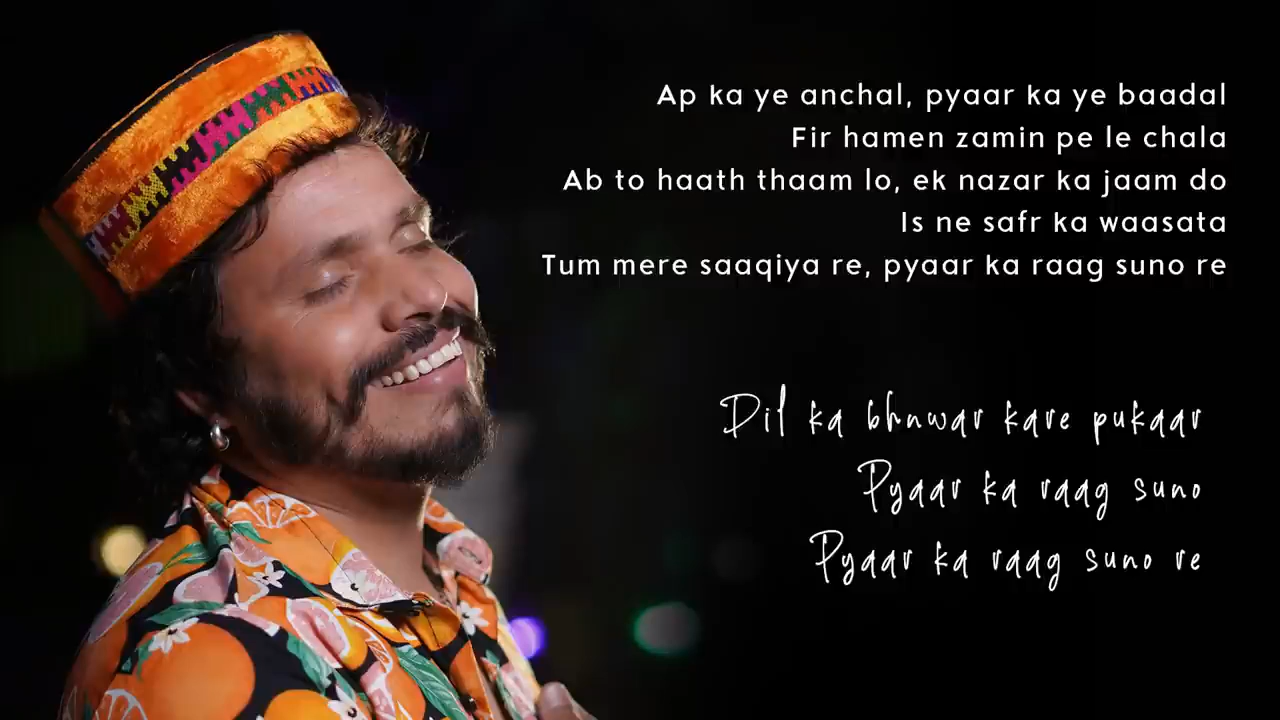 Ap ka ye anchal, pyaar ka ye baadal
Fir hamen zamin pe le chala
Ab to haath thaam lo, ek nazar ka jaam do
Is ne safr ka waasata
Tum mere saaqiya re, pyaar ka raag suno re
Dil ka bhnwar kare pukaar
Pyaar ka raag suno
Pyaar ka raag suno re